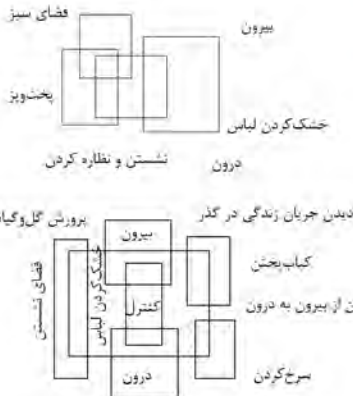 فضای سبز
بیرون
پخت‌وپز
خشک‌کردن لباس
نشستن و نظاره کردن
درون
دیدن جریان زندگی در گذر
پرورش گل‌وگیاه
بیرون
کباب‌پختن
فضای نشستن
خشک‌کردن لباس
کنترل
از بیرون به درون
سرخ‌کردن
درون